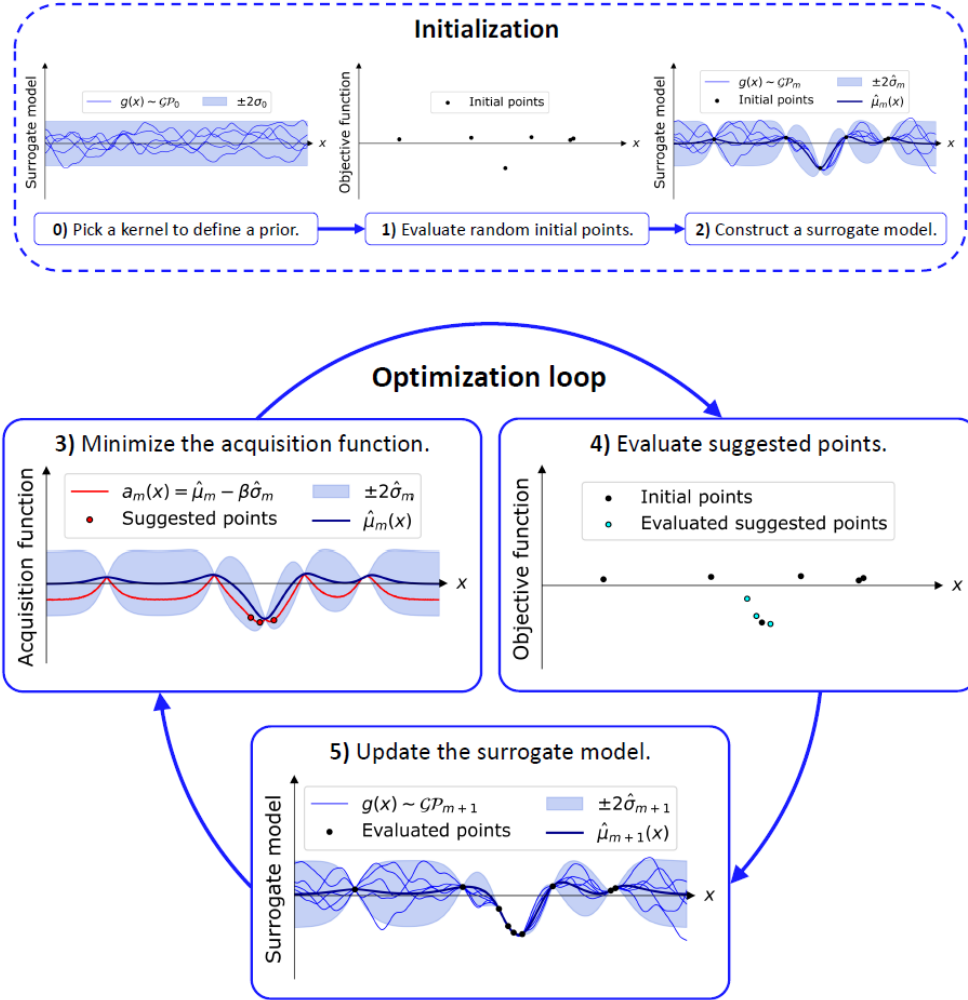 Initialization
Surrogate model
g(x) ~ 𝒢𝒫₀
±2σ₀
x
0) Pick a kernel to define a prior.
Objective function
Initial points
x
1) Evaluate random initial points.
Surrogate model
g(x) ~ 𝒢𝒫ₘ
±2σ̂ₘ
Initial points
μ̂ₘ(x)
x
2) Construct a surrogate model.
Optimization loop
3) Minimize the acquisition function.
Acquisition function
aₘ(x) = μ̂ₘ − βσ̂ₘ
±2σ̂ₘ
Suggested points
μ̂ₘ(x)
x
4) Evaluate suggested points.
Objective function
Initial points
Evaluated suggested points
x
5) Update the surrogate model.
Surrogate model
g(x) ~ 𝒢𝒫ₘ₊₁
±2σ̂ₘ₊₁
Evaluated points
μ̂ₘ₊₁(x)
x